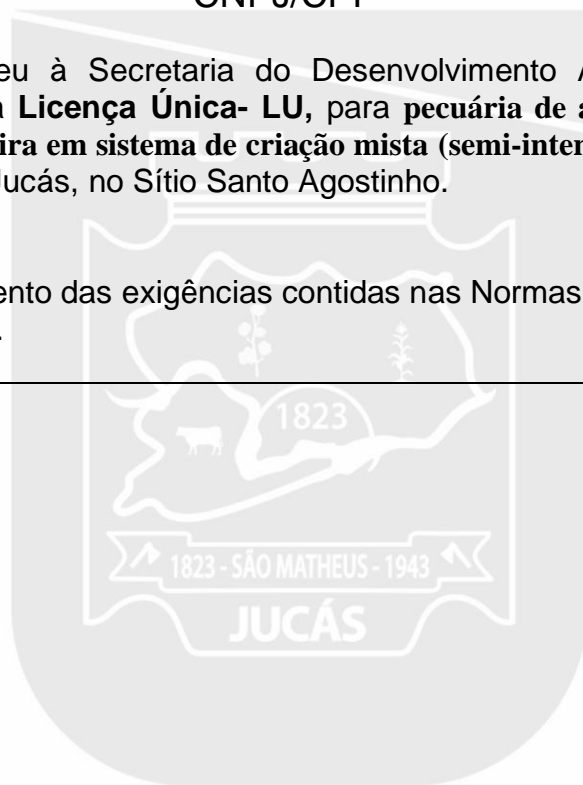 eu à Secretaria do Desenvolvimento A
Licença Única- LU, para pecuária de a
ira em sistema de criação mista (semi-inten
Jucás, no Sítio Santo Agostinho.
ento das exigências contidas nas Normas
1823
1823 - SÃO MATHEUS - 1943
JUCÁS